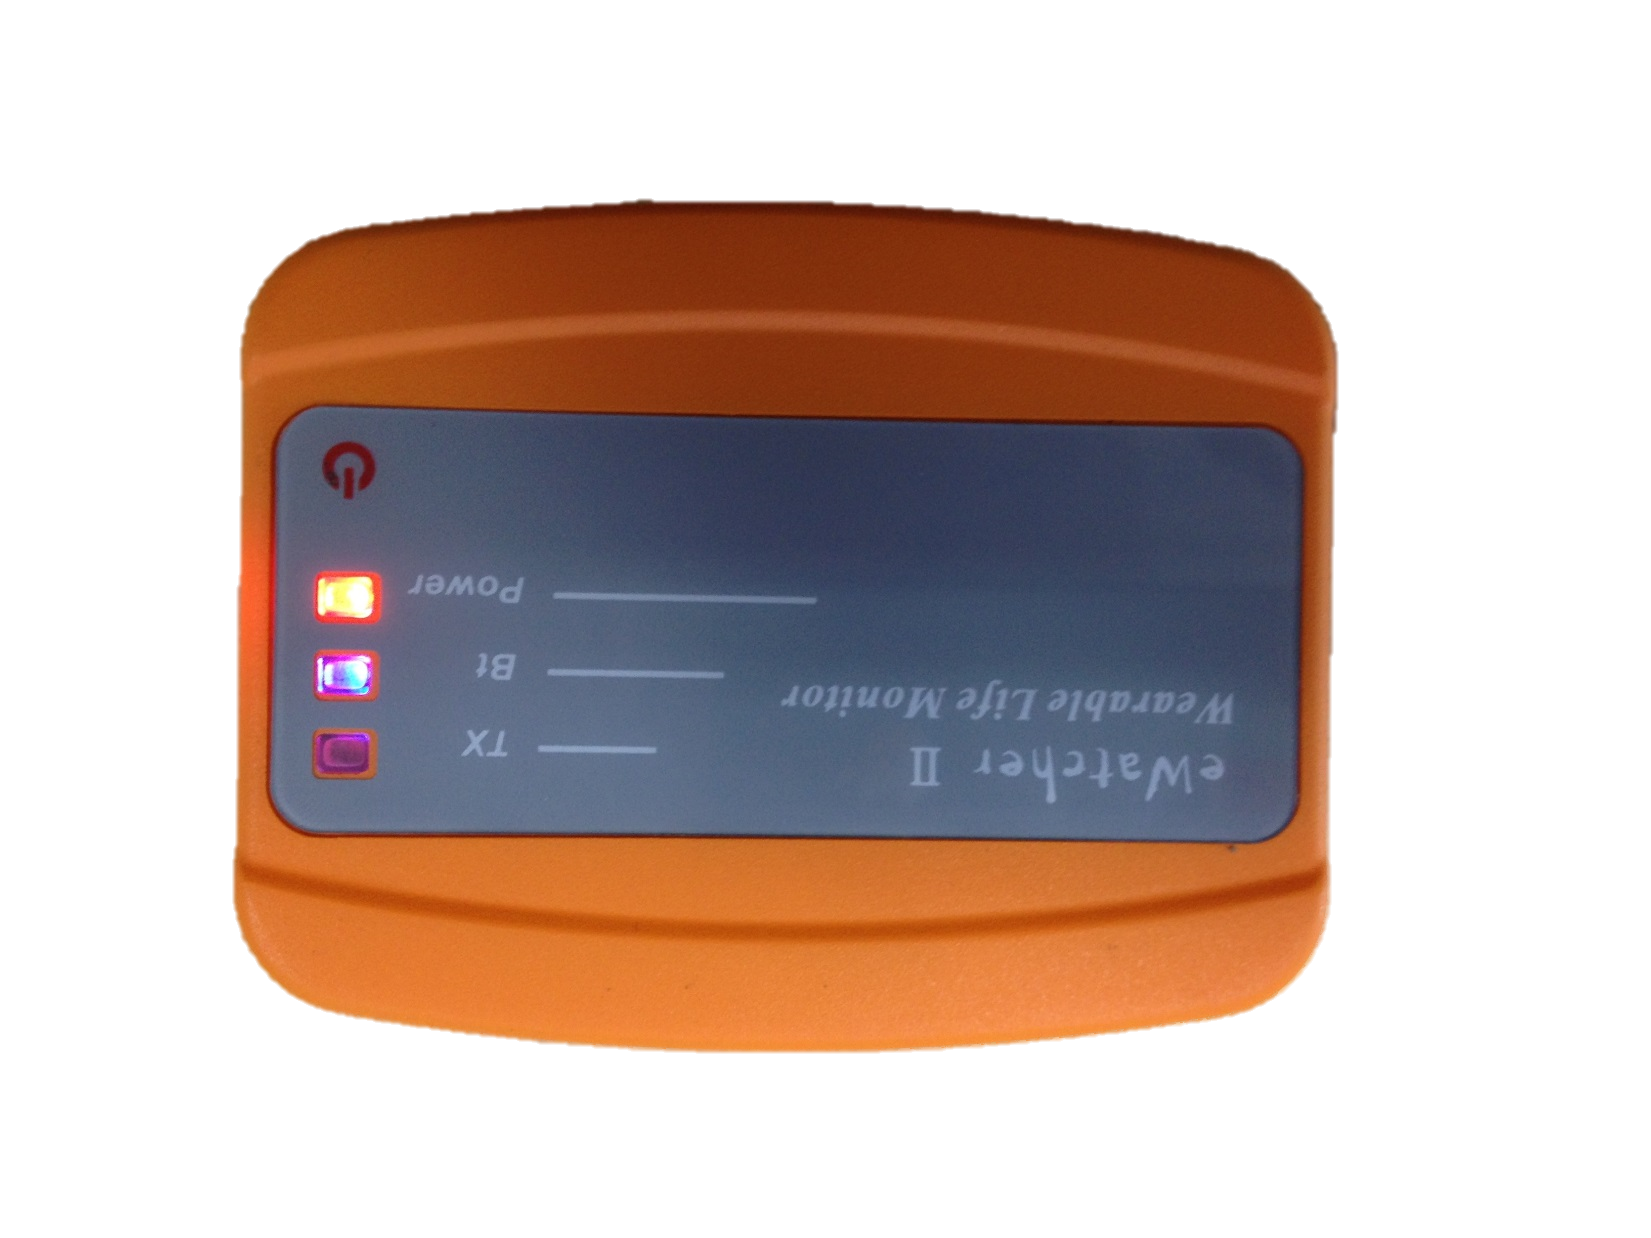 eWatcher II
Wearable Life Monitor
TX
Bt
Power